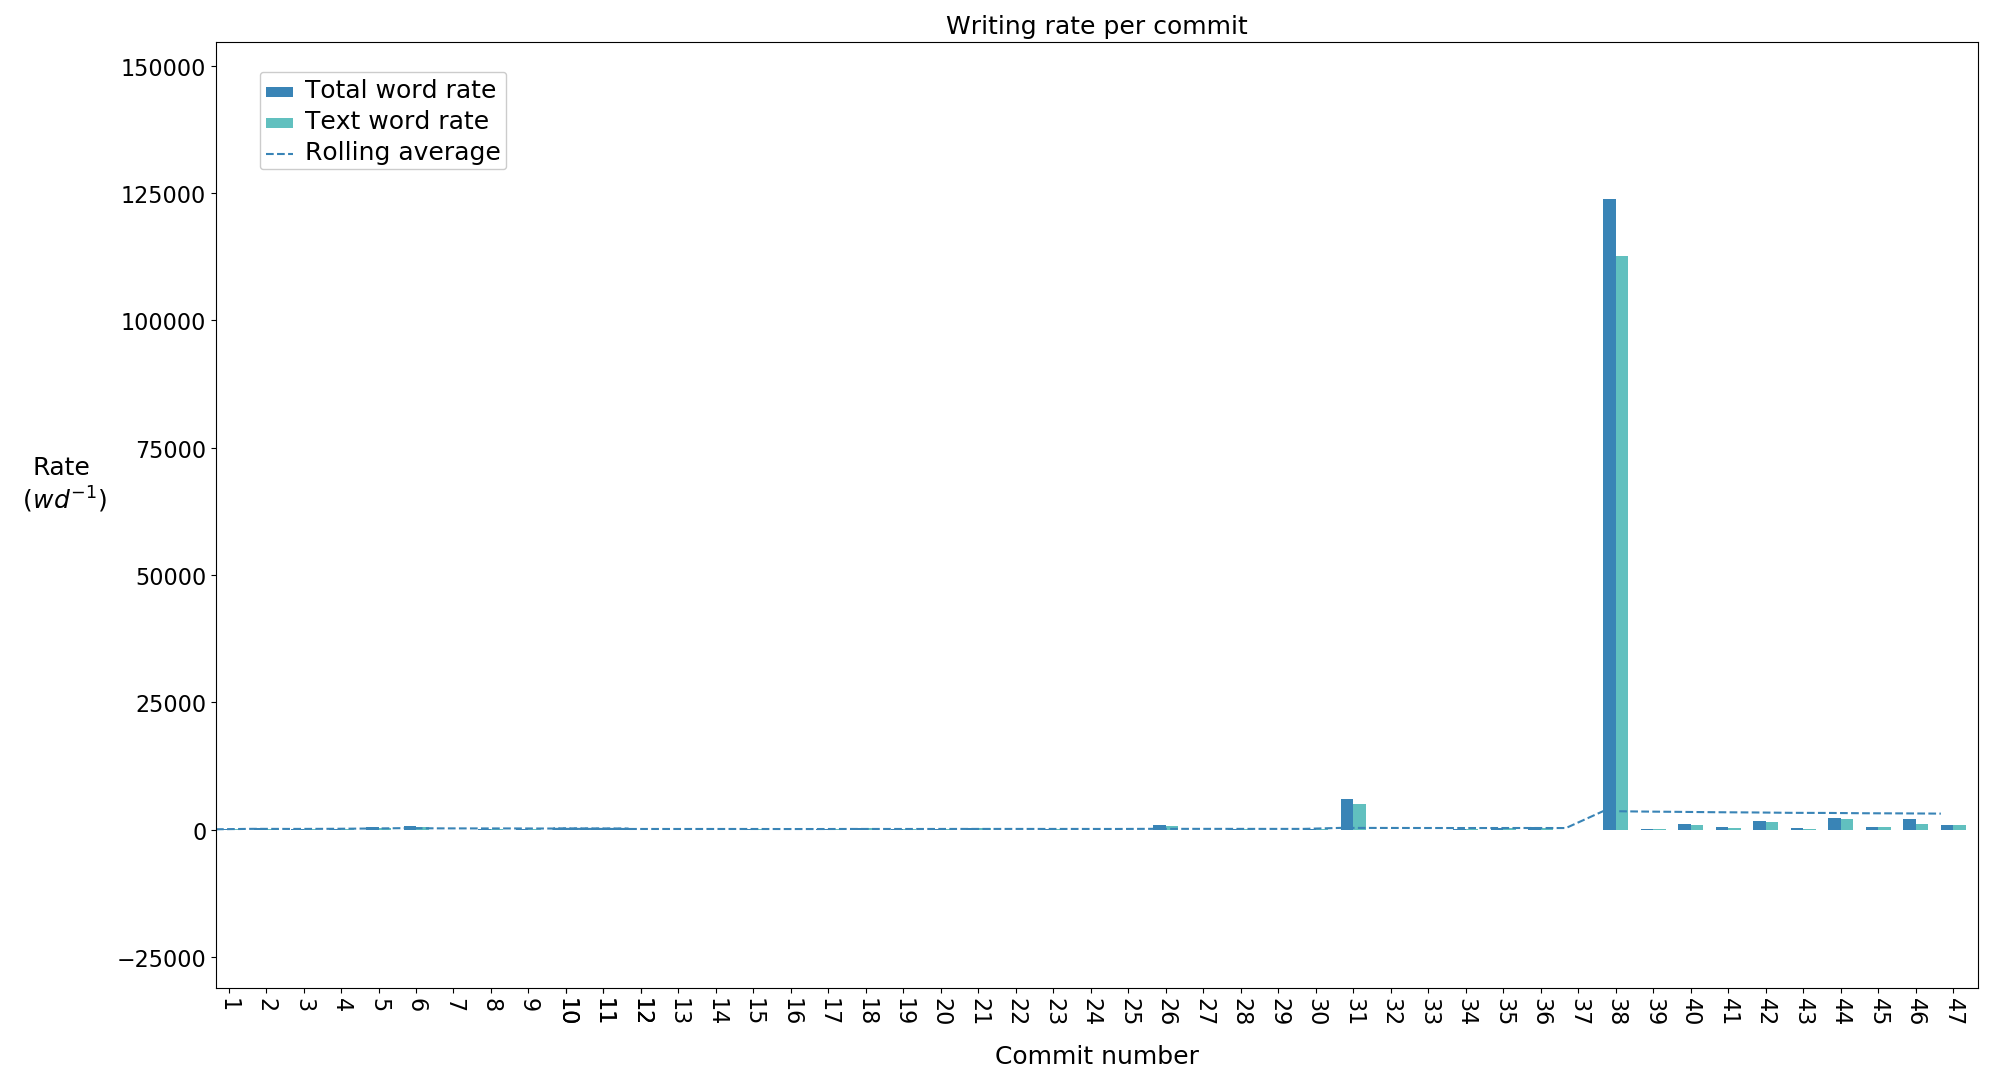 Writing rate per commit
150000
125000
100000
75000
50000
25000
0
−25000
Total word rate
Text word rate
Rolling average
Rate
(wd⁻¹)
1 2 3 4 5 6 7 8 9 10 11 12 13 14 15 16 17 18 19 20 21 22 23 24 25 26 27 28 29 30 31 32 33 34 35 36 37 38 39 40 41 42 43 44 45 46 47
Commit number